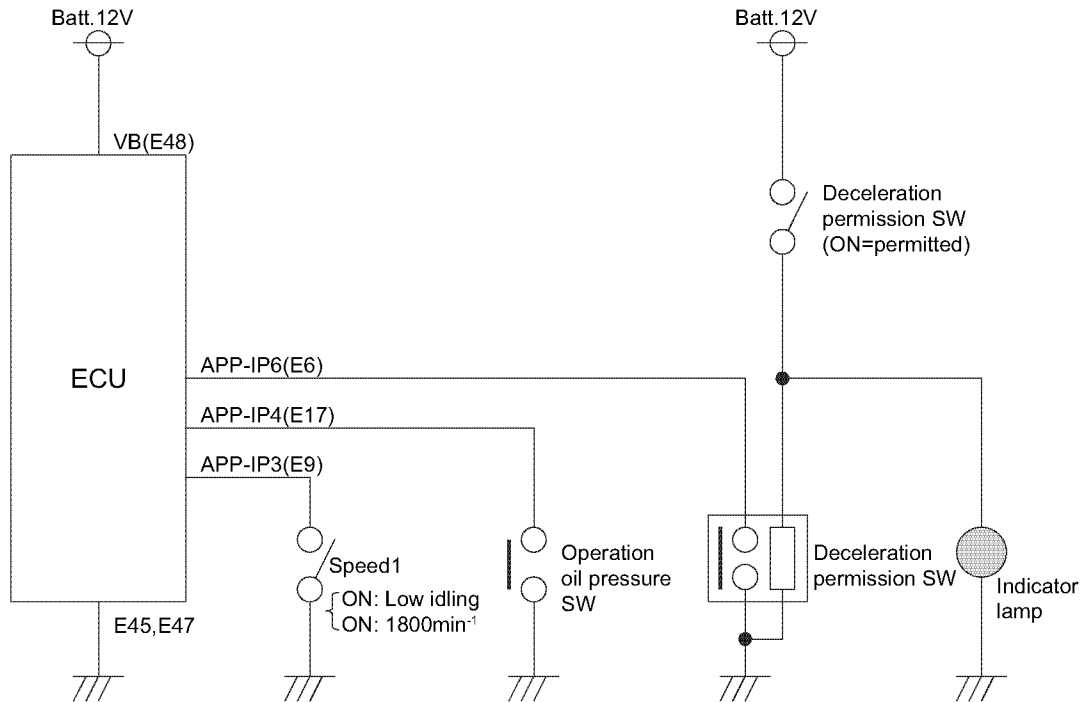 Batt.12V
Batt.12V
VB(E48)
Deceleration
permission SW
(ON=permitted)
ECU
APP-IP6(E6)
APP-IP4(E17)
APP-IP3(E9)
Speed1
ON: Low idling
ON: 1800min⁻¹
Operation
oil pressure
SW
Deceleration
permission SW
Indicator
lamp
E45,E47